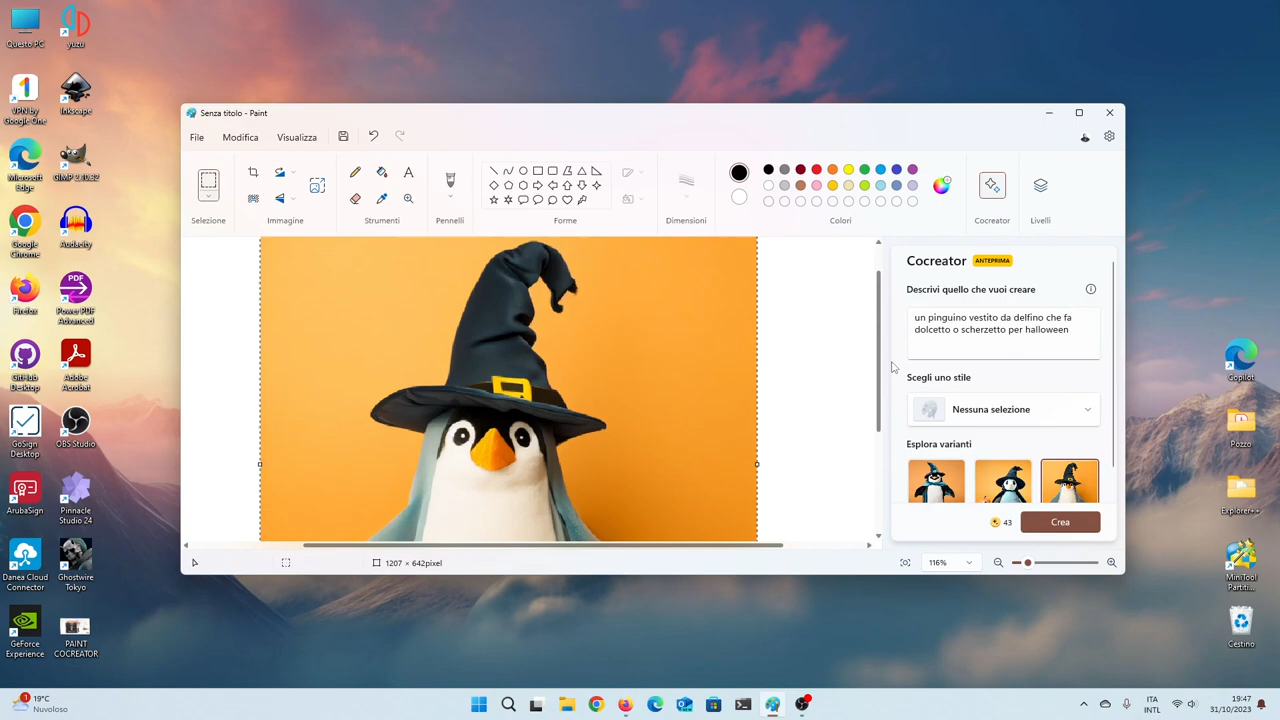 Questo PC
yuzu
VPN by
Google One
Inkscape
Microsoft
Edge
GIMP 2.10.32
Google
Chrome
Audacity
Firefox
PDF
Power PDF
Advanced
GitHub
Desktop
Adobe
Acrobat
GoSign
Desktop
OBS Studio
ArubaSign
Pinnacle
Studio 24
Danea Cloud
Connector
Ghostwire
Tokyo
GeForce
Experience
PAINT
COCREATOR
Senza titolo - Paint
File
Modifica
Visualizza
Selezione
Immagine
Strumenti
Pennelli
Forme
Dimensioni
Colori
Cocreator
Livelli
Cocreator
ANTEPRIMA
Descrivi quello che vuoi creare
un pinguino vestito da delfino che fa
dolcetto o scherzetto per halloween
Scegli uno stile
Nessuna selezione
Esplora varianti
43
Crea
1207 × 642pixel
116%
Copilot
Pozzo
Explorer++
MiniTool
Partiti...
Cestino
1
19°C
Nuvoloso
ITA
INTL
19:47
31/10/2023